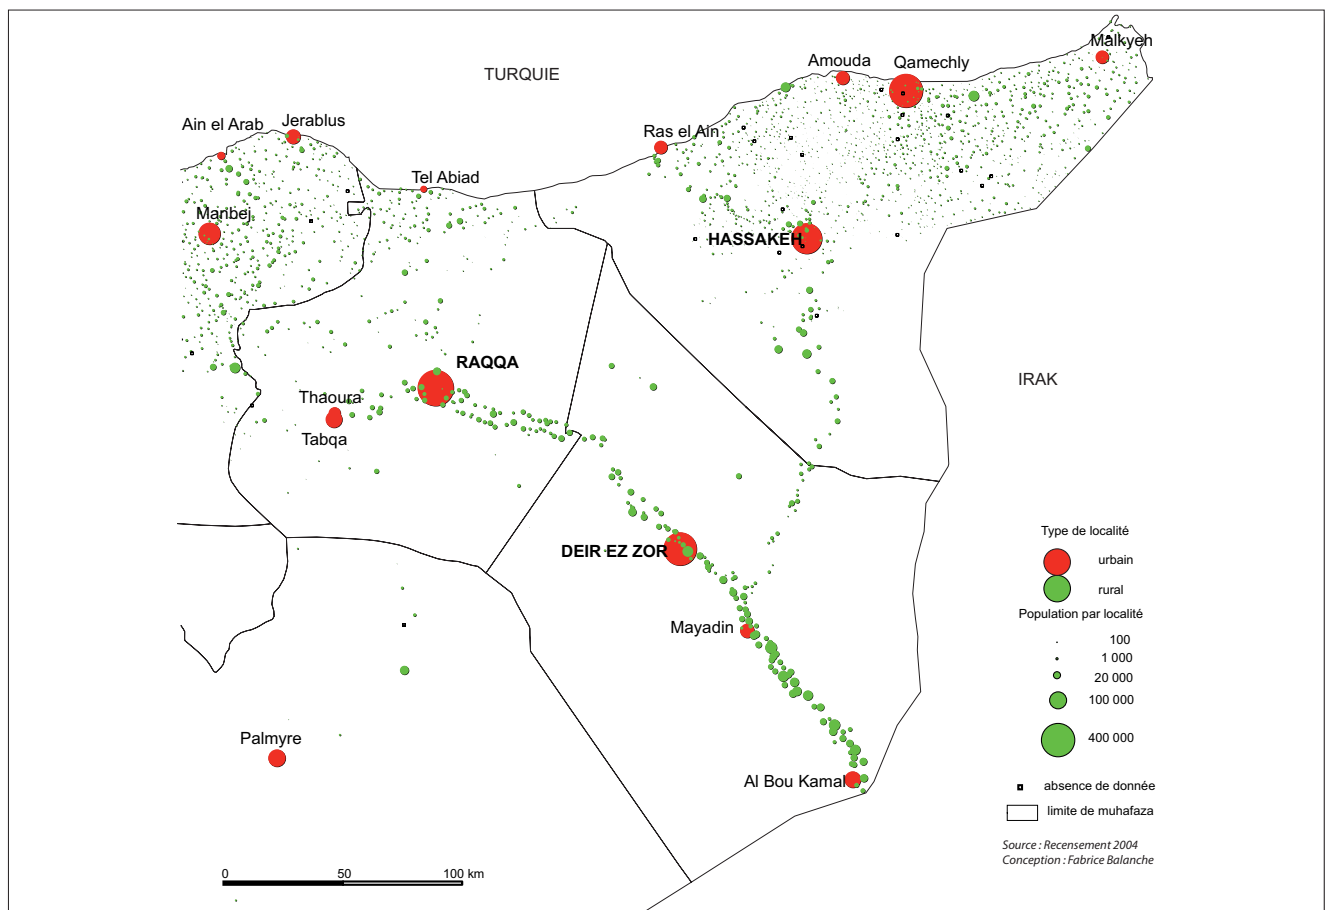 Malkyeh
Amouda
Qamechly
TURQUIE
Ain el Arab
Jerablus
Ras el Ain
Tel Abiad
Manbej
HASSAKEH
RAQQA
IRAK
Thaoura
Tabqa
DEIR EZ ZOR
Mayadin
Palmyre
Al Bou Kamal
Type de localité
urbain
rural
Population par localité
100
1 000
20 000
100 000
400 000
absence de donnée
limite de muhafaza
Source : Recensement 2004
Conception : Fabrice Balanche
0 50 100 km